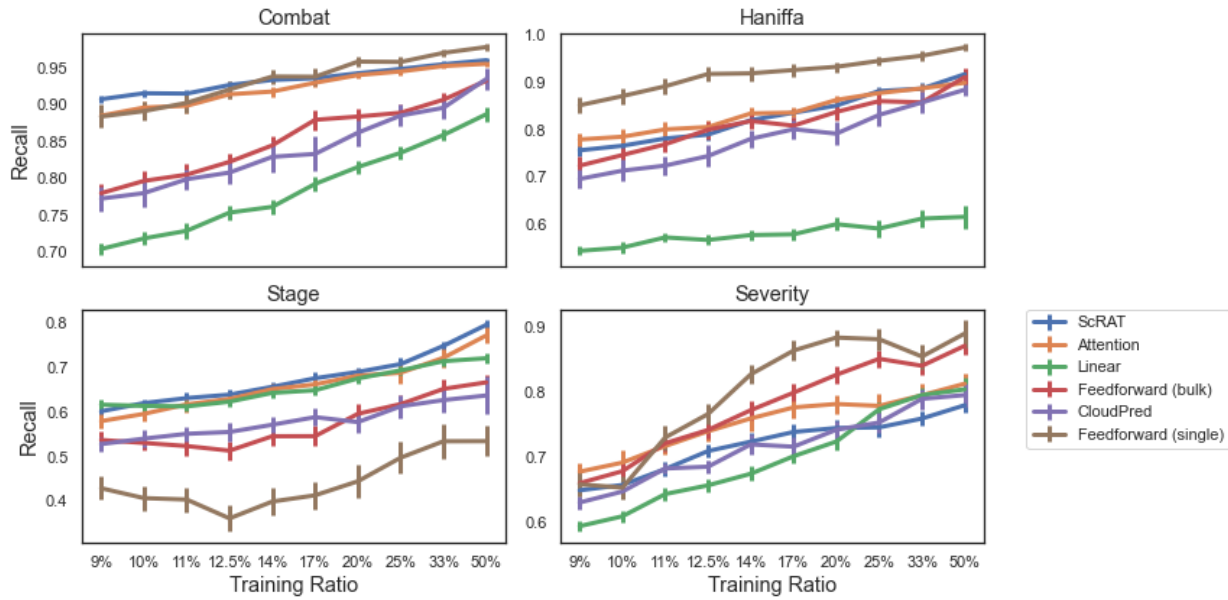 Combat
Haniffa
Recall
0.95
0.90
0.85
0.80
0.75
0.70
1.0
0.9
0.8
0.7
0.6
Stage
Severity
Recall
0.8
0.7
0.6
0.5
0.4
0.9
0.8
0.7
0.6
9% 10% 11% 12.5% 14% 17% 20% 25% 33% 50%
Training Ratio
9% 10% 11% 12.5% 14% 17% 20% 25% 33% 50%
Training Ratio
ScRAT
Attention
Linear
Feedforward (bulk)
CloudPred
Feedforward (single)